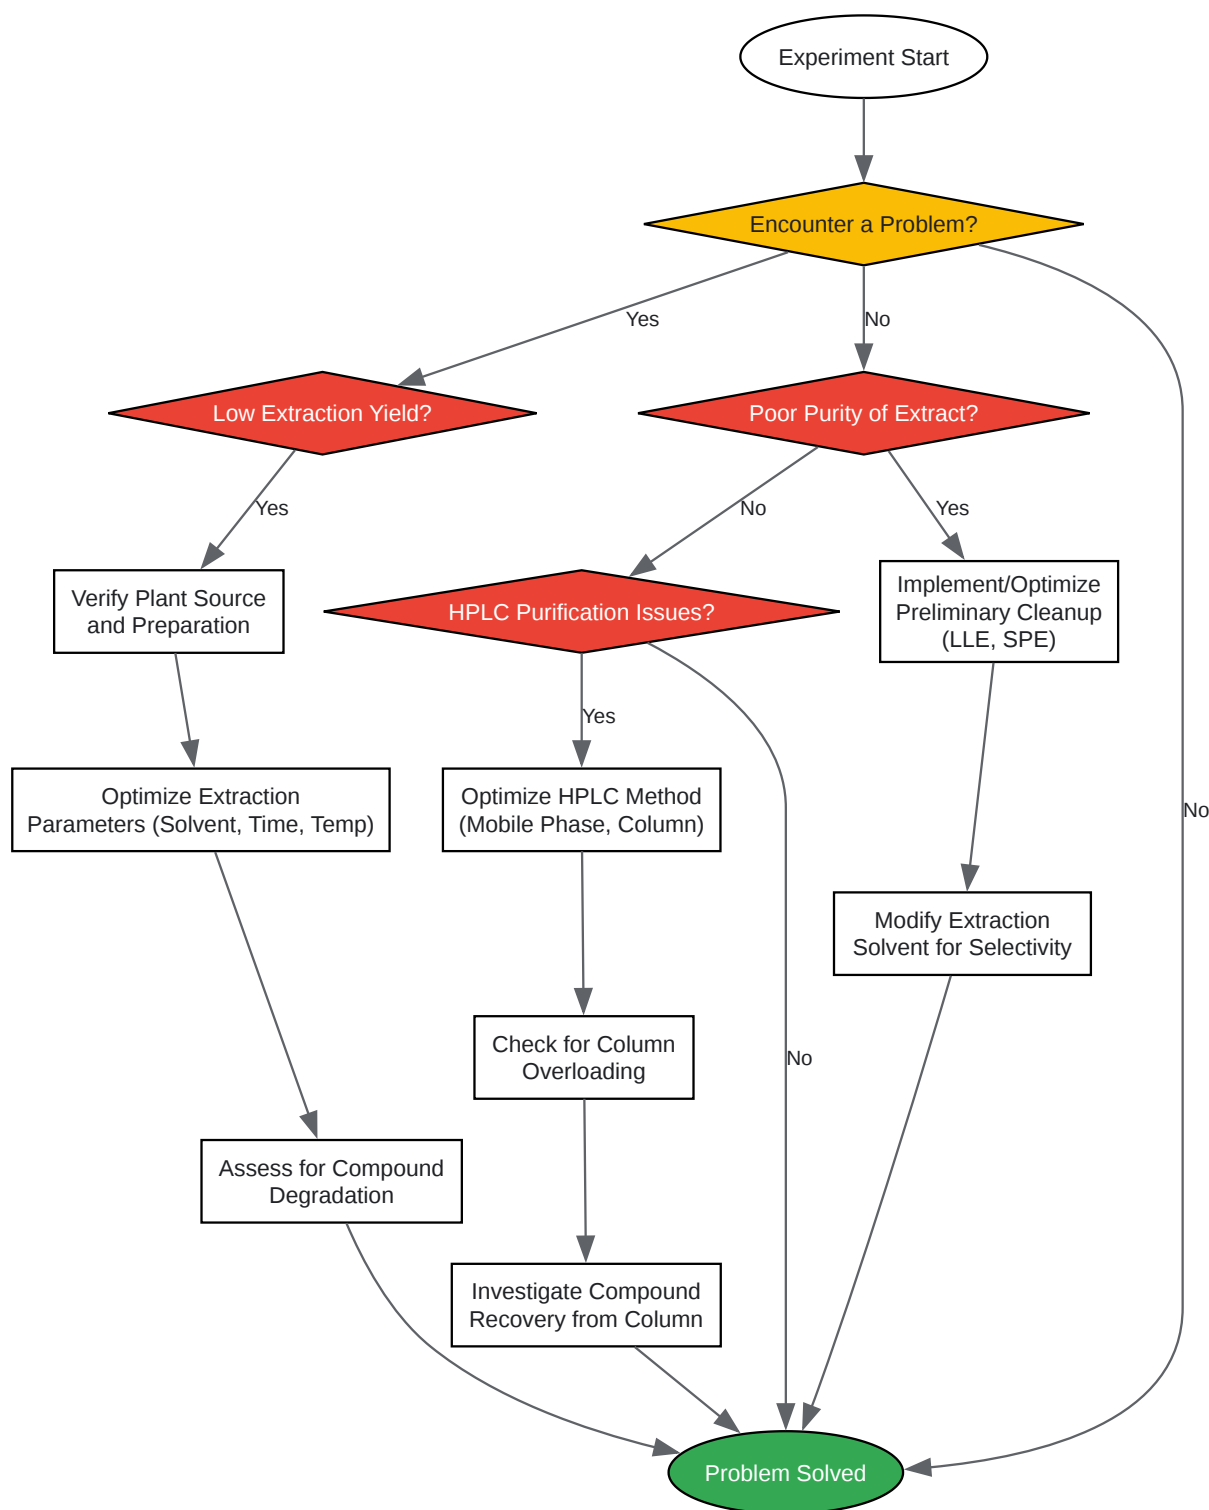 Experiment Start
Encounter a Problem?
Yes
No
Low Extraction Yield?
Poor Purity of Extract?
Yes
No
Yes
Verify Plant Source
and Preparation
HPLC Purification Issues?
Implement/Optimize
Preliminary Cleanup
(LLE, SPE)
Yes
Optimize Extraction
Parameters (Solvent, Time, Temp)
Optimize HPLC Method
(Mobile Phase, Column)
No
Modify Extraction
Solvent for Selectivity
Check for Column
Overloading
No
Assess for Compound
Degradation
Investigate Compound
Recovery from Column
Problem Solved